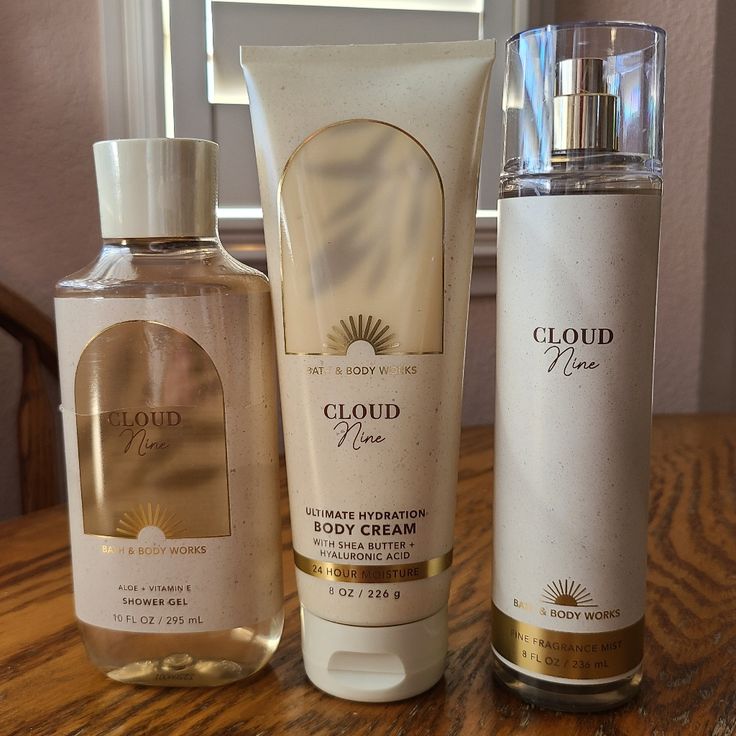 CLOUD
Nine
BATH & BODY WORKS
ALOE + VITAMIN E
SHOWER GEL
10 FL OZ / 295 mL
BATH & BODY WORKS
CLOUD
Nine
ULTIMATE HYDRATION
BODY CREAM
WITH SHEA BUTTER +
HYALURONIC ACID
24 HOUR MOISTURE
8 OZ / 226 g
CLOUD
Nine
BATH & BODY WORKS
FINE FRAGRANCE MIST
8 FL OZ / 236 mL